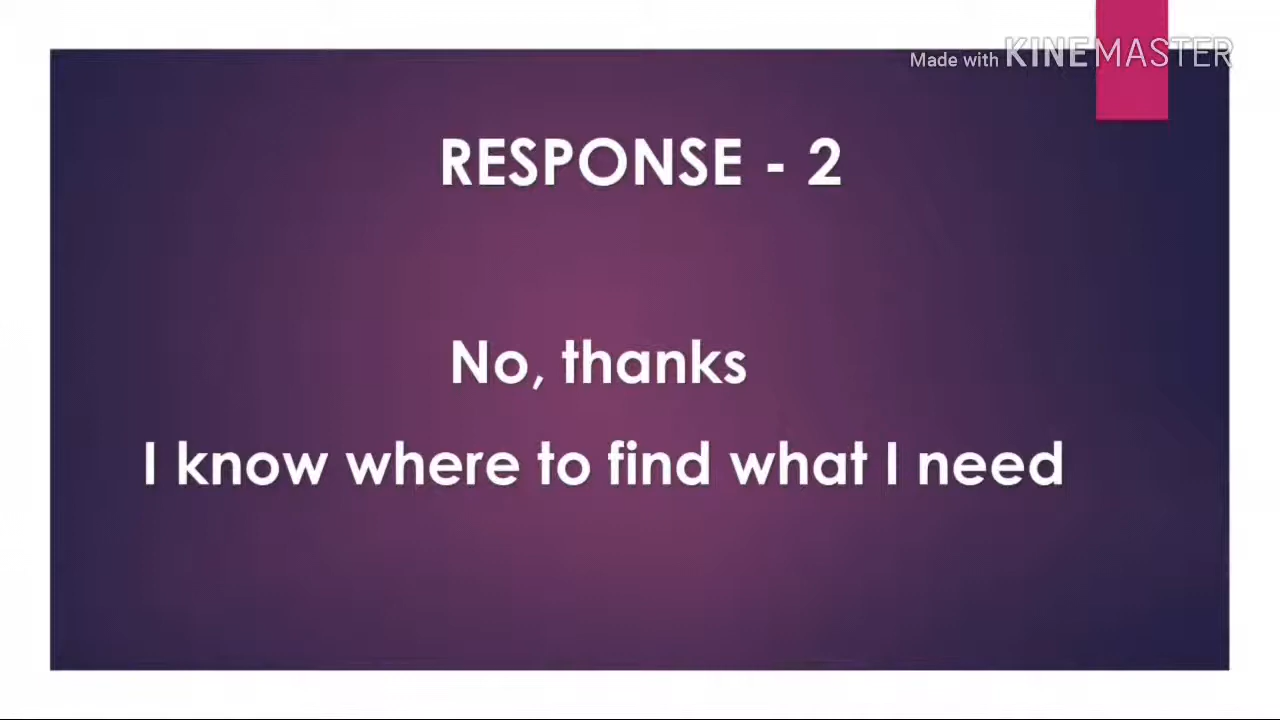 Made with KINEMASTER
RESPONSE - 2
No, thanks
I know where to find what I need